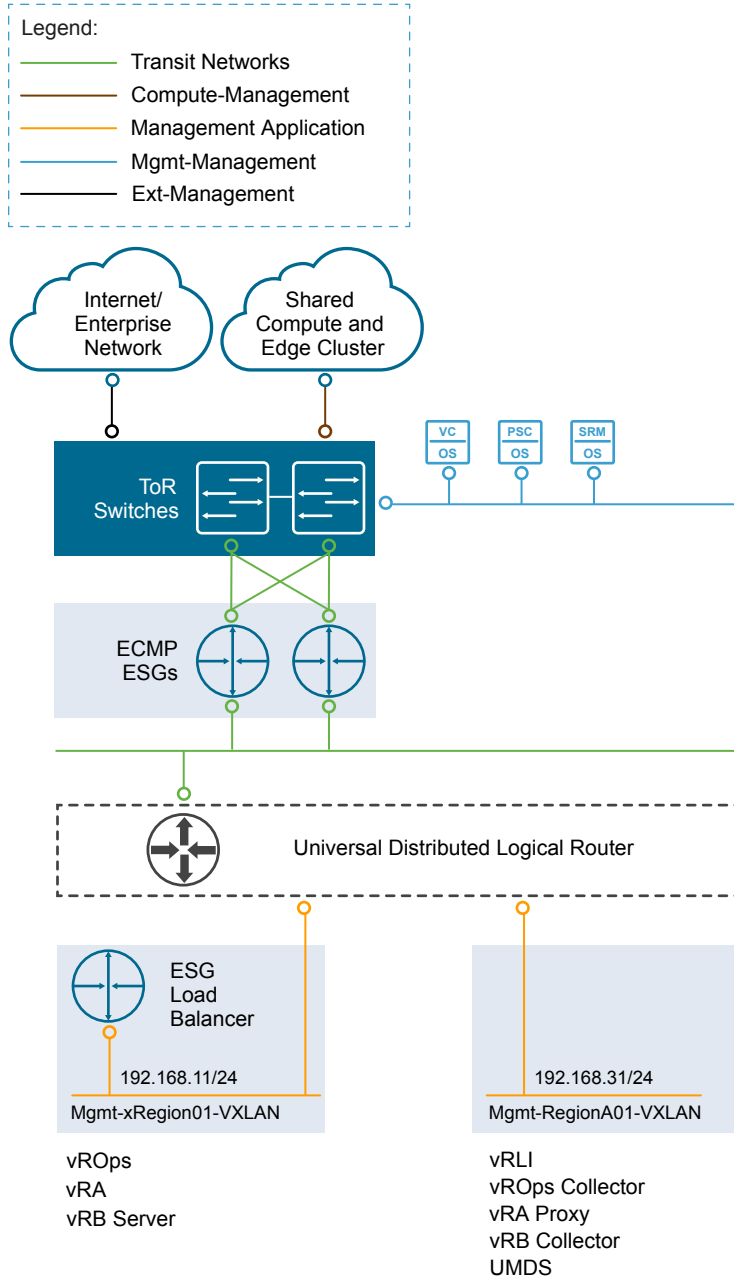 Legend:
Transit Networks
Compute-Management
Management Application
Mgmt-Management
Ext-Management
Internet/
Enterprise
Network
Shared
Compute and
Edge Cluster
VC
OS
PSC
OS
SRM
OS
ToR
Switches
ECMP
ESGs
Universal Distributed Logical Router
ESG
Load
Balancer
192.168.11/24
Mgmt-xRegion01-VXLAN
192.168.31/24
Mgmt-RegionA01-VXLAN
vROps
vRA
vRB Server
vRLI
vROps Collector
vRA Proxy
vRB Collector
UMDS